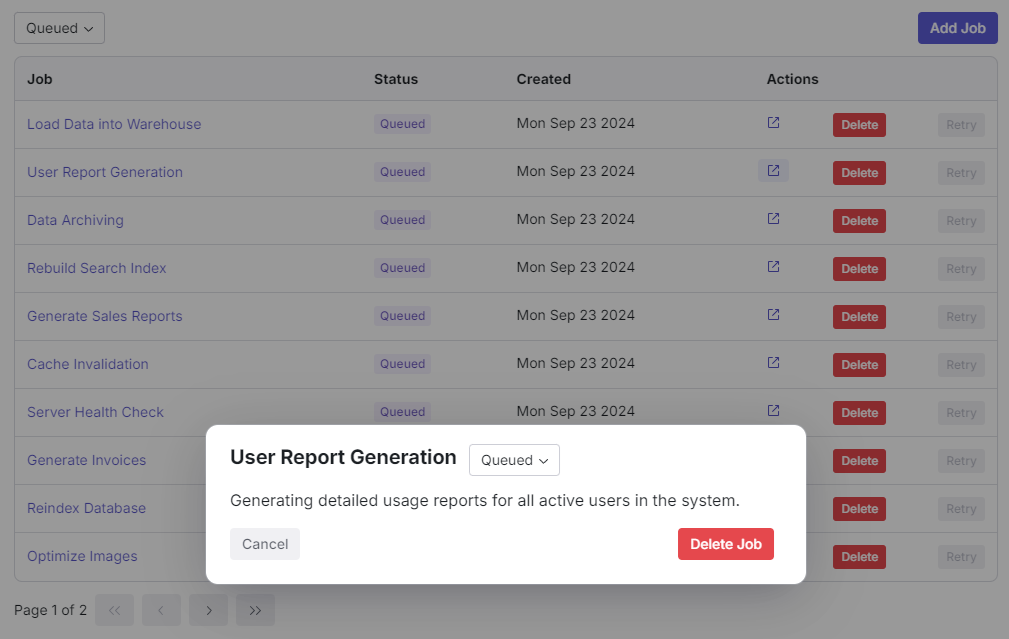 Queued Add Job
Job Status Created Actions
Load Data into Warehouse Queued Mon Sep 23 2024 Delete Retry
User Report Generation Queued Mon Sep 23 2024 Delete Retry
Data Archiving Queued Mon Sep 23 2024 Delete Retry
Rebuild Search Index Queued Mon Sep 23 2024 Delete Retry
Generate Sales Reports Queued Mon Sep 23 2024 Delete Retry
Cache Invalidation Queued Mon Sep 23 2024 Delete Retry
Server Health Check Queued Mon Sep 23 2024 Delete Retry
Generate Invoices Delete Retry
Reindex Database Delete Retry
Optimize Images Delete Retry
User Report Generation Queued
Generating detailed usage reports for all active users in the system.
Cancel Delete Job
Page 1 of 2